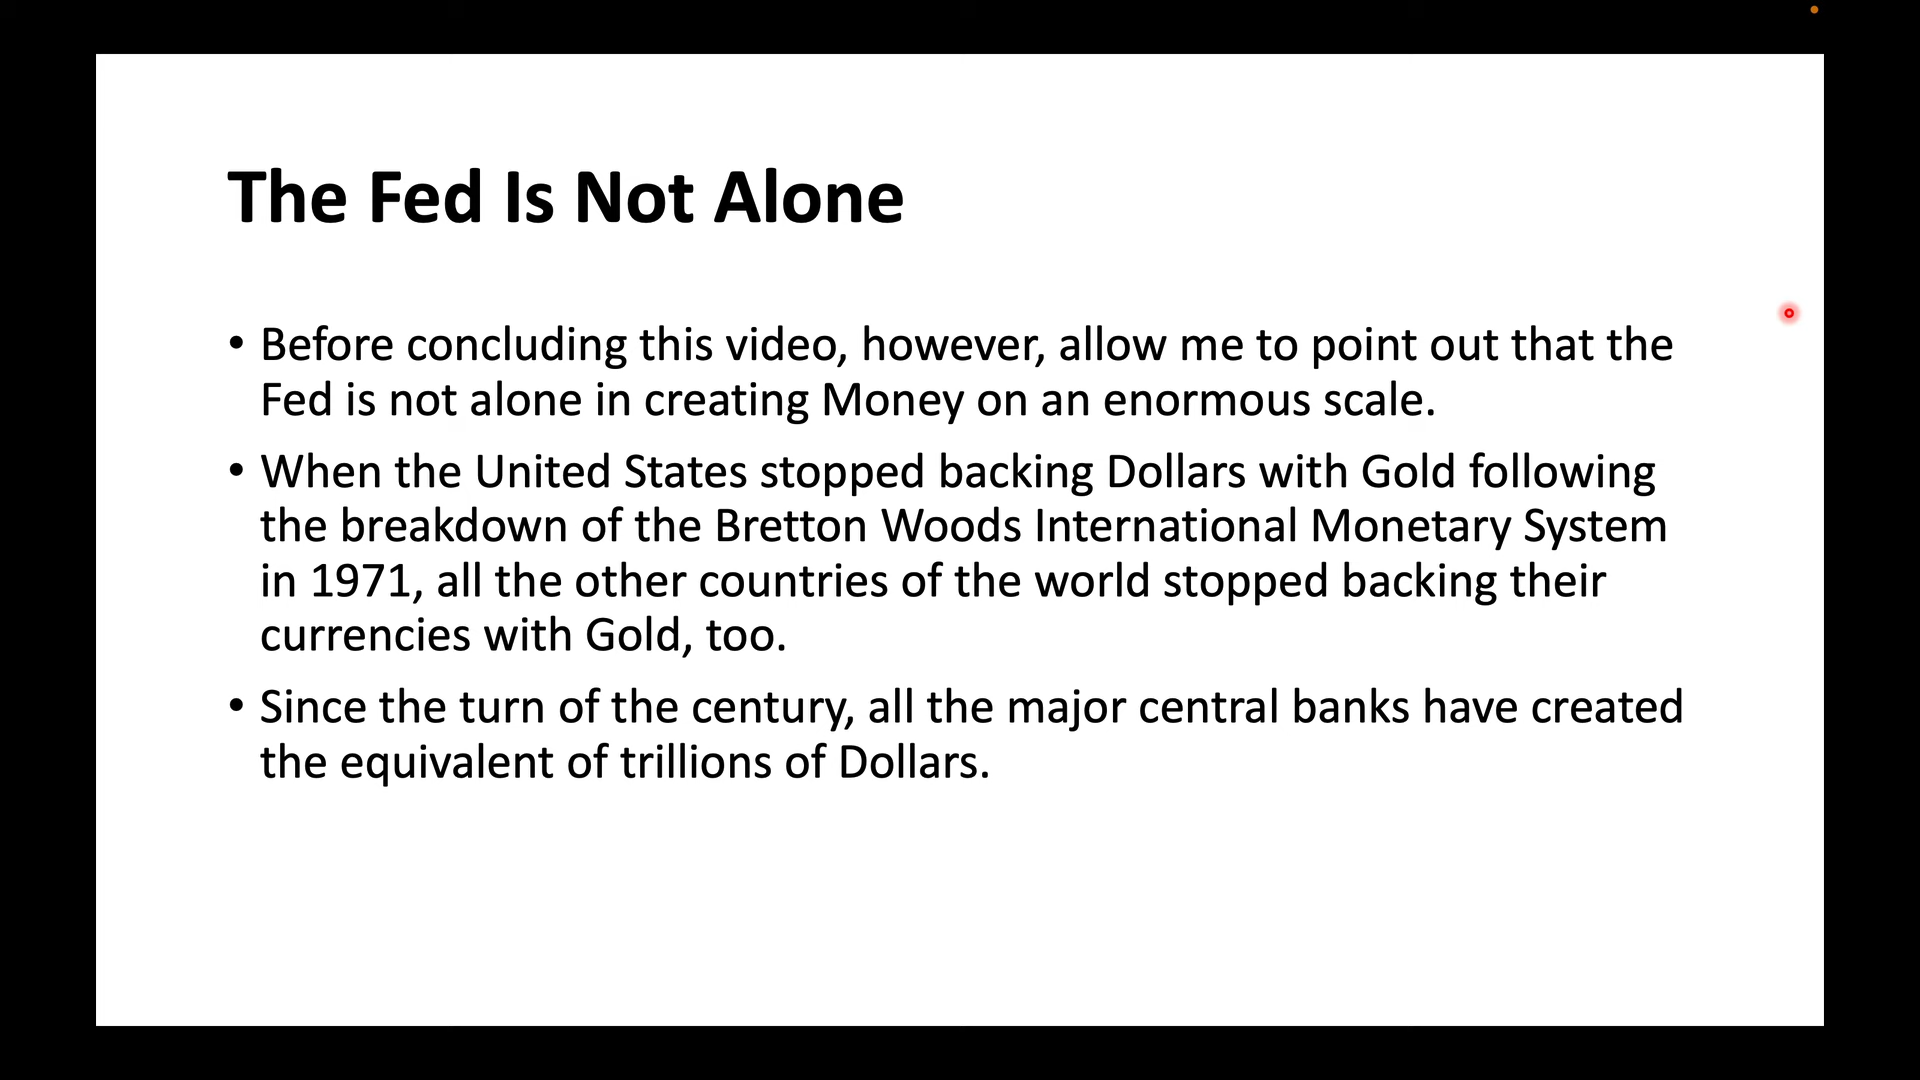 The Fed Is Not Alone
• Before concluding this video, however, allow me to point out that the
Fed is not alone in creating Money on an enormous scale.
• When the United States stopped backing Dollars with Gold following
the breakdown of the Bretton Woods International Monetary System
in 1971, all the other countries of the world stopped backing their
currencies with Gold, too.
• Since the turn of the century, all the major central banks have created
the equivalent of trillions of Dollars.